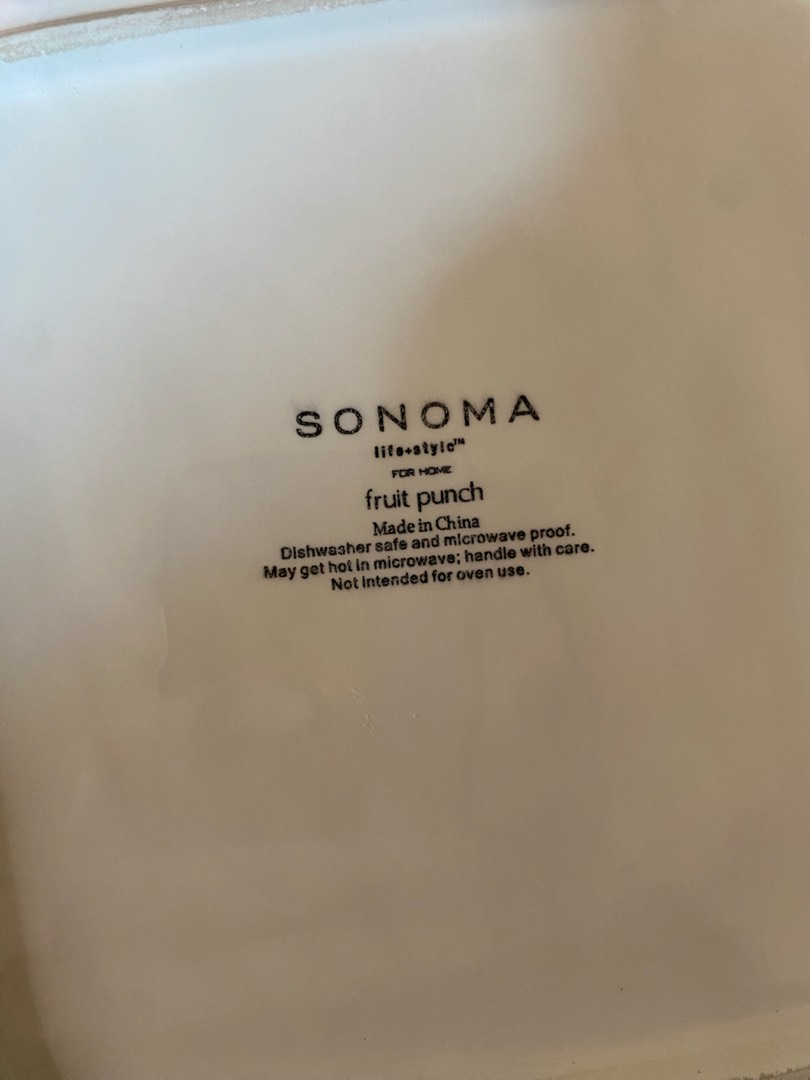 SONOMA
life+style™
FOR HOME
fruit punch
Made in China
Dishwasher safe and microwave proof.
May get hot in microwave; handle with care.
Not intended for oven use.